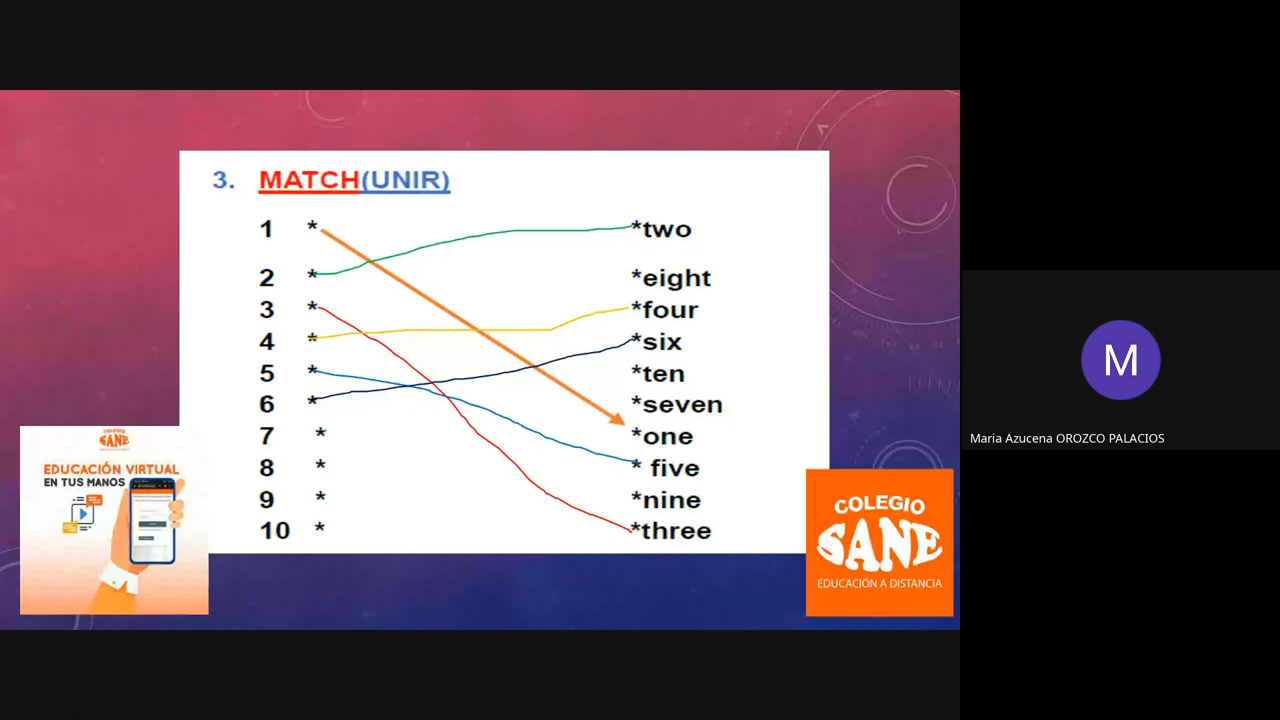 3. MATCH(UNIR)
1 * *two
2 * *eight
3 * *four
4 * *six
5 * *ten
6 * *seven
7 * *one
8 * * five
9 * *nine
10 * *three
COLEGIO
SANE
EDUCACIÓN VIRTUAL
EN TUS MANOS
COLEGIO
SANE
EDUCACIÓN A DISTANCIA
M
Maria Azucena OROZCO PALACIOS